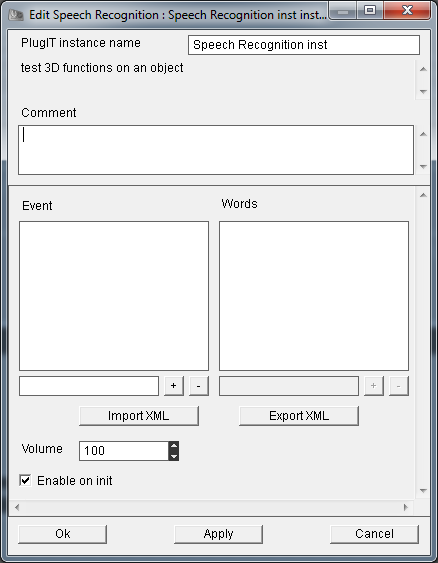 Edit Speech Recognition : Speech Recognition inst inst...
PlugIT instance name
Speech Recognition inst
test 3D functions on an object
Comment
Event
Words
+
-
+
-
Import XML
Export XML
Volume
100
Enable on init
Ok
Apply
Cancel